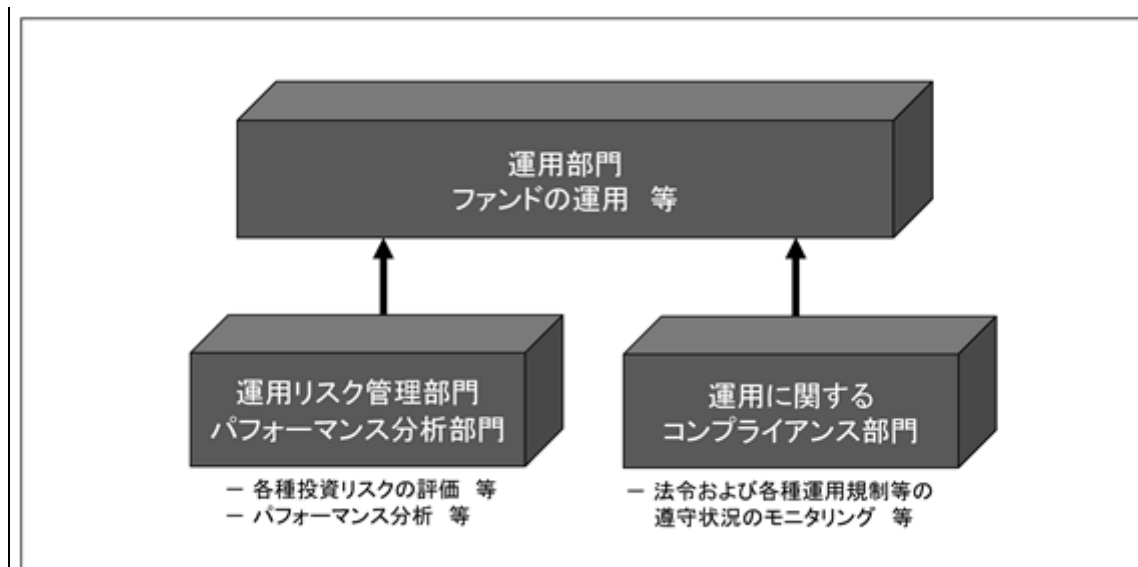 運用部門
ファンドの運用 等
運用リスク管理部門
パフォーマンス分析部門
－ 各種投資リスクの評価 等
－ パフォーマンス分析 等
運用に関する
コンプライアンス部門
－ 法令および各種運用規制等の
遵守状況のモニタリング 等